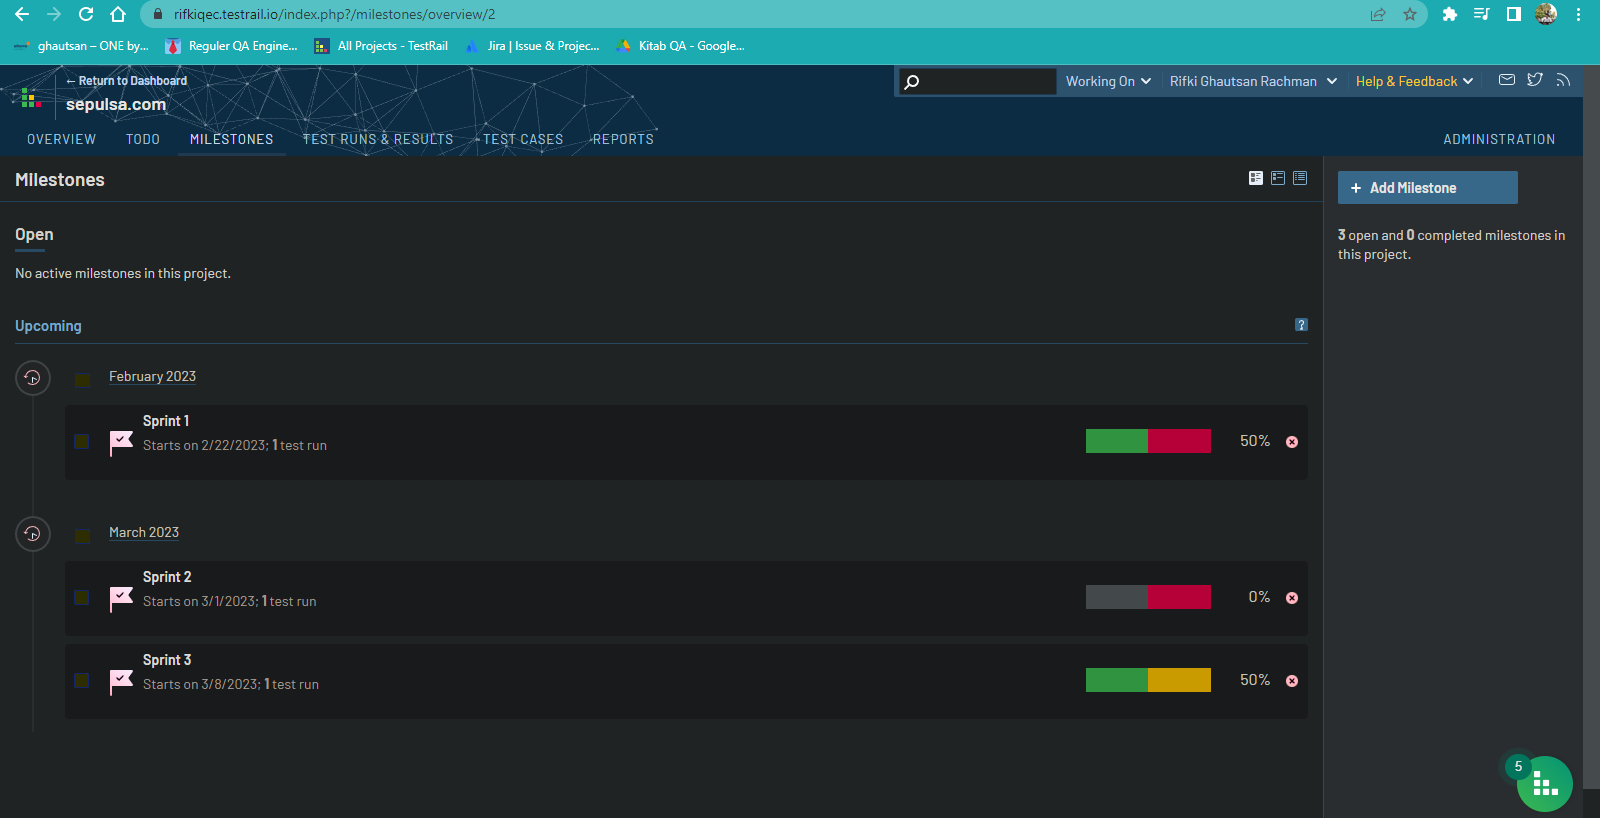 rifkiqec.testrail.io/index.php?/milestones/overview/2
ghautsan – ONE by... Reguler QA Engine... All Projects - TestRail Jira | Issue & Projec... Kitab QA - Google...
← Return to Dashboard
sepulsa.com
Working On Rifki Ghautsan Rachman Help & Feedback
OVERVIEW TODO MILESTONES TEST RUNS & RESULTS TEST CASES REPORTS ADMINISTRATION
Milestones
+ Add Milestone
3 open and 0 completed milestones in
this project.
Open
No active milestones in this project.
Upcoming ?
February 2023
Sprint 1
Starts on 2/22/2023; 1 test run
50%
March 2023
Sprint 2
Starts on 3/1/2023; 1 test run
0%
Sprint 3
Starts on 3/8/2023; 1 test run
50%
5